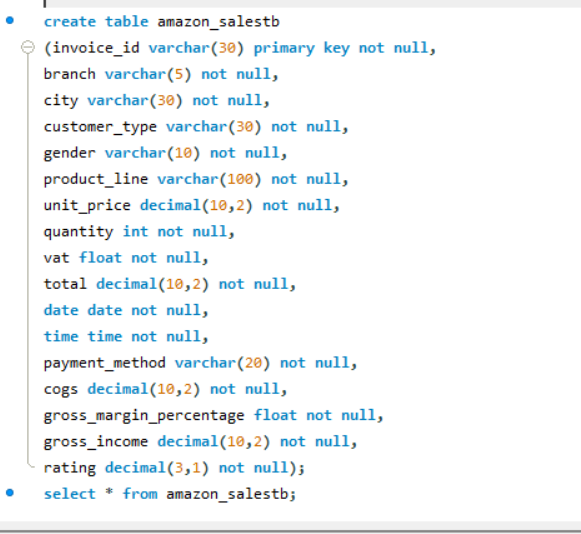 create table amazon_salestb
(invoice_id varchar(30) primary key not null,
branch varchar(5) not null,
city varchar(30) not null,
customer_type varchar(30) not null,
gender varchar(10) not null,
product_line varchar(100) not null,
unit_price decimal(10,2) not null,
quantity int not null,
vat float not null,
total decimal(10,2) not null,
date date not null,
time time not null,
payment_method varchar(20) not null,
cogs decimal(10,2) not null,
gross_margin_percentage float not null,
gross_income decimal(10,2) not null,
rating decimal(3,1) not null);
select * from amazon_salestb;